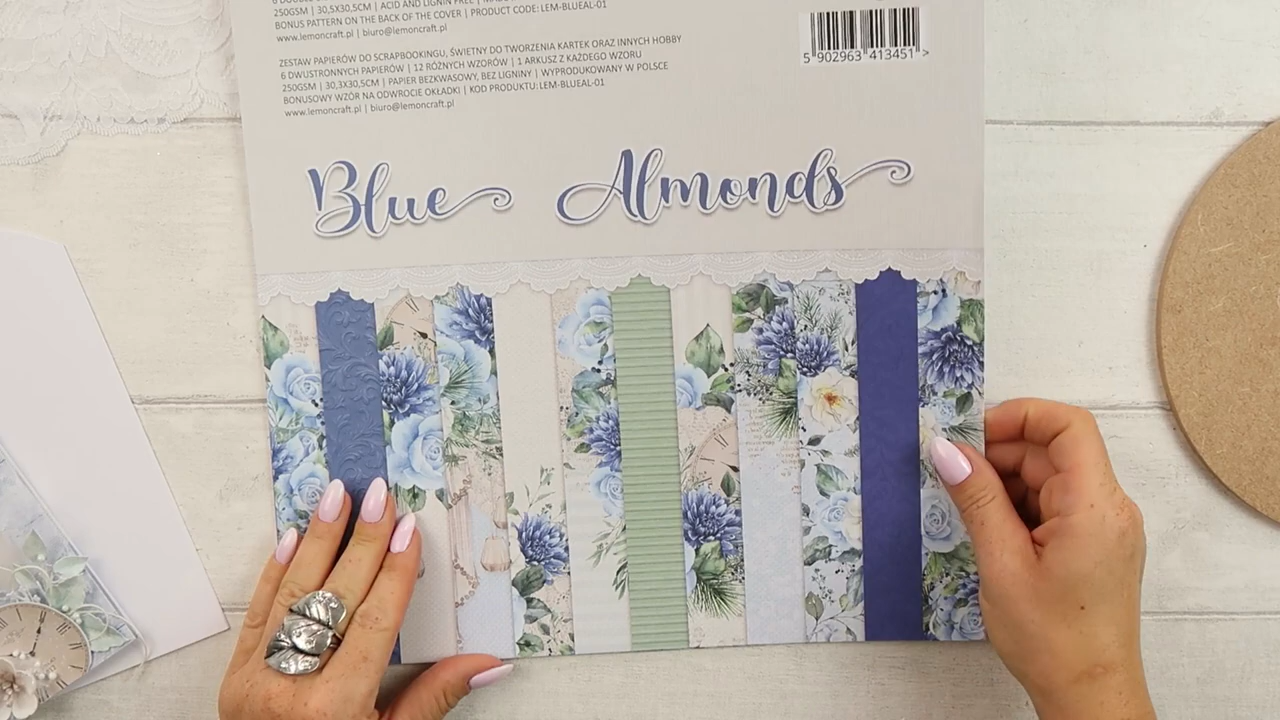 250GSM | 30,5X30,5CM | ACID AND LIGNIN FREE |
BONUS PATTERN ON THE BACK OF THE COVER | PRODUCT CODE: LEM-BLUEAL-01
www.lemoncraft.pl | biuro@lemoncraft.pl
ZESTAW PAPIERÓW DO SCRAPBOOKINGU, ŚWIETNY DO TWORZENIA KARTEK ORAZ INNYCH HOBBY
6 DWUSTRONNYCH PAPIERÓW | 12 RÓŻNYCH WZORÓW | 1 ARKUSZ Z KAŻDEGO WZORU
250GSM | 30,3X30,5CM | PAPIER BEZKWASOWY, BEZ LIGNINY | WYPRODUKOWANY W POLSCE
BONUSOWY WZÓR NA ODWROCIE OKŁADKI | KOD PRODUKTU: LEM-BLUEAL-01
www.lemoncraft.pl | biuro@lemoncraft.pl
5 902963 413451 >
Blue Almonds